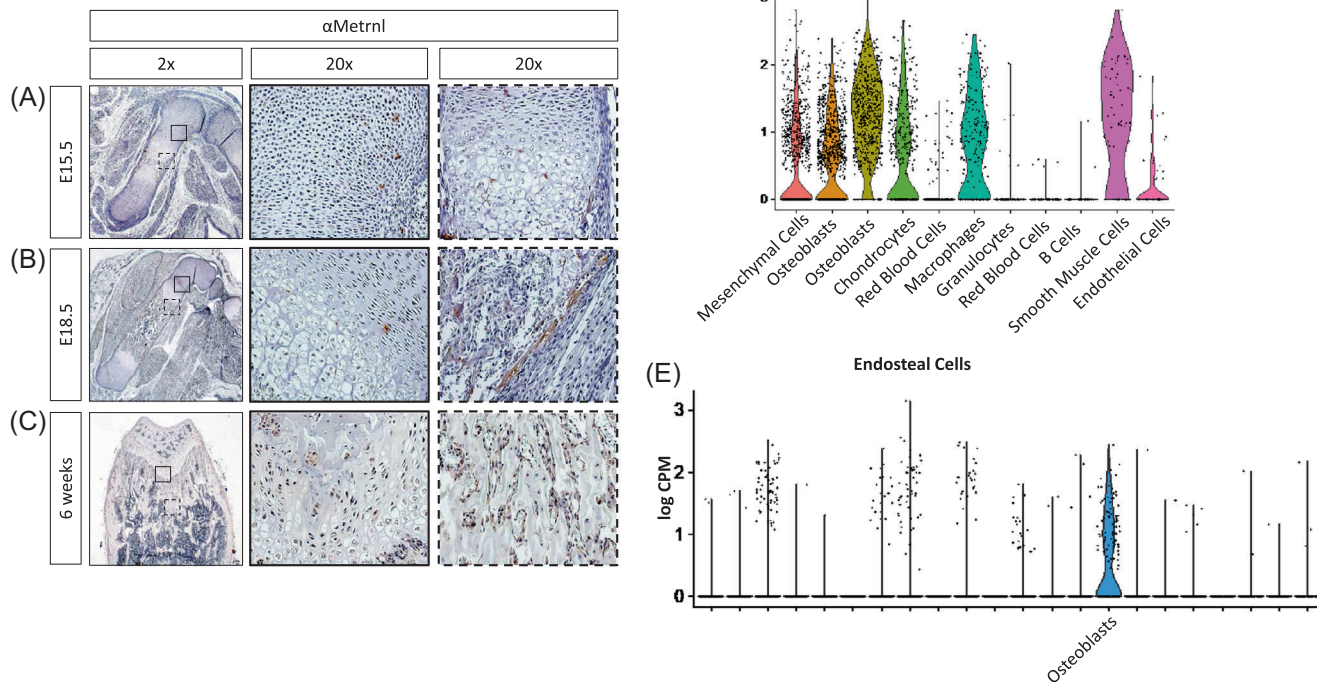 αMetrnl
2x
20x
20x
(A)
E15.5
(B)
E18.5
(C)
6 weeks
2
1
0
Mesenchymal Cells
Osteoblasts
Osteoblasts
Chondrocytes
Red Blood Cells
Macrophages
Granulocytes
Red Blood Cells
B Cells
Smooth Muscle Cells
Endothelial Cells
(E)
Endosteal Cells
log CPM
3
2
1
0
Osteoblasts